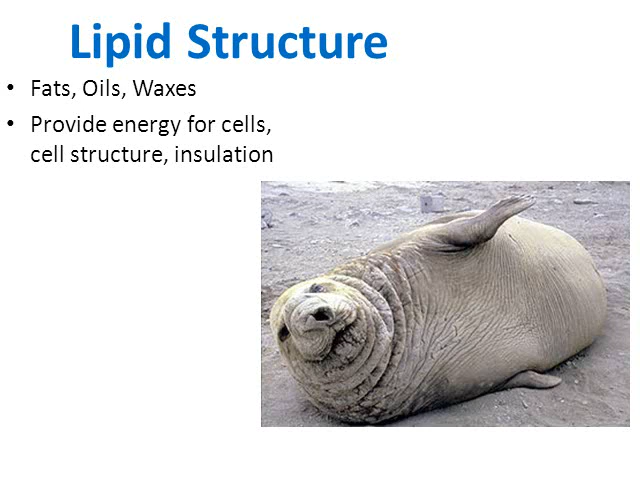 Lipid Structure
• Fats, Oils, Waxes
• Provide energy for cells,
cell structure, insulation